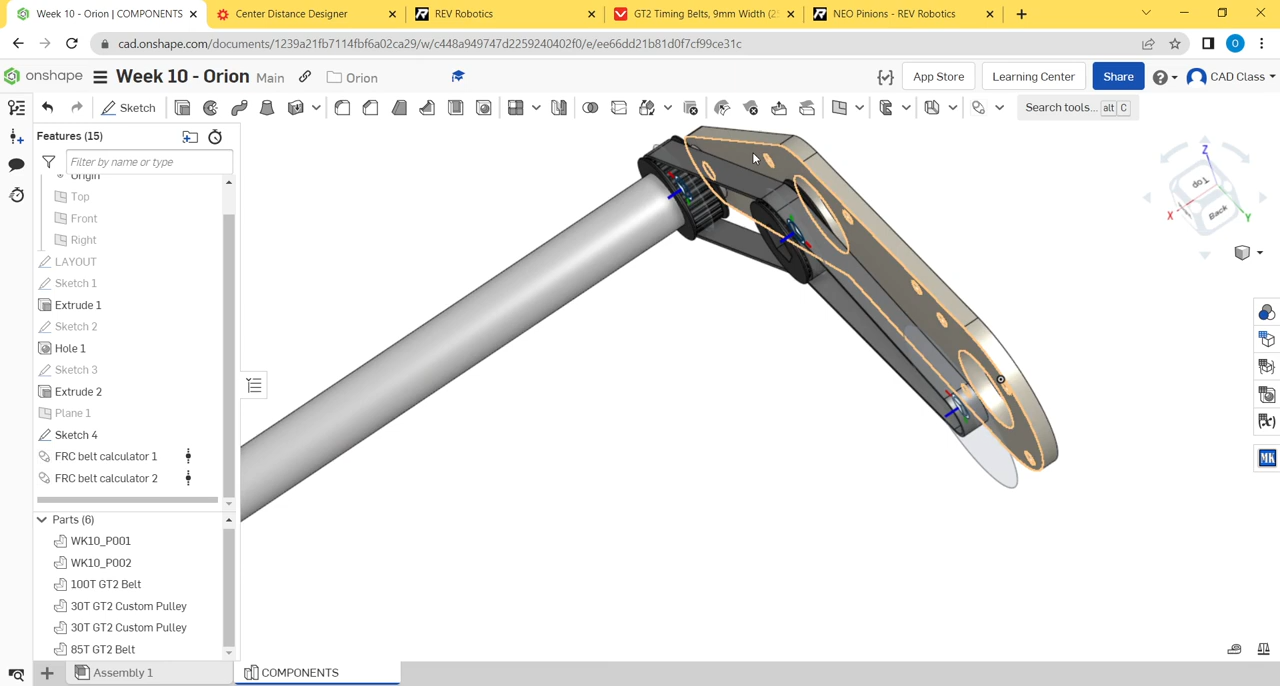 Week 10 - Orion | COMPONENTS
Center Distance Designer
REV Robotics
GT2 Timing Belts, 9mm Width (2
NEO Pinions - REV Robotics
cad.onshape.com/documents/1239a21fb7114fbf6a02ca29/w/c448a949747d3259240402f0/e/ee66dd21b81d0f7cf99ce31c
onshape
Week 10 - Orion
Main
Orion
App Store
Learning Center
Share
CAD Class
Sketch
Search tools...
alt
C
Features (15)
Filter by name or type
Origin
Top
Front
Right
LAYOUT
Sketch 1
Extrude 1
Sketch 2
Hole 1
Sketch 3
Extrude 2
Plane 1
Sketch 4
FRC belt calculator 1
FRC belt calculator 2
Parts (6)
WK10_P001
WK10_P002
100T GT2 Belt
30T GT2 Custom Pulley
30T GT2 Custom Pulley
85T GT2 Belt
Z
Top
Back
X
Y
MK
Assembly 1
COMPONENTS